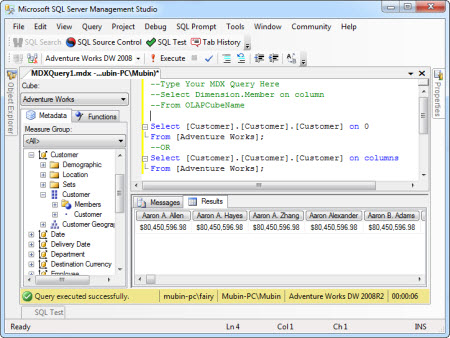 Microsoft SQL Server Management Studio
File Edit View Query Project Debug SQL Prompt Tools Window Community Help
SQL Search SQL Source Control SQL Test Tab History
Adventure Works DW 2008 Execute
MDXQuery1.mdx -...ubin-PC\Mubin)*
Object Explorer
Properties
Cube:
Adventure Works
Metadata Functions
Measure Group:
<All>
Customer
Demographic
Location
Sets
Customer
Members
Customer
Customer Geogra
Date
Delivery Date
Department
Destination Currency
Employee
--Type Your MDX Query Here
--Select Dimension.Member on column
--From OLAPCubeName
Select [Customer].[Customer].[Customer] on 0
From [Adventure Works];
--OR
Select [Customer].[Customer].[Customer] on columns
From [Adventure Works];
Messages Results
Aaron A. Allen Aaron A. Hayes Aaron A. Zhang Aaron Alexander Aaron B. Adams
$80,450,596.98 $80,450,596.98 $80,450,596.98 $80,450,596.98 $80,450,596.98
Query executed successfully. mubin-pc\fairy Mubin-PC\Mubin Adventure Works DW 2008R2 00:00:06
SQL Test
Ready Ln 4 Col 1 Ch 1 INS